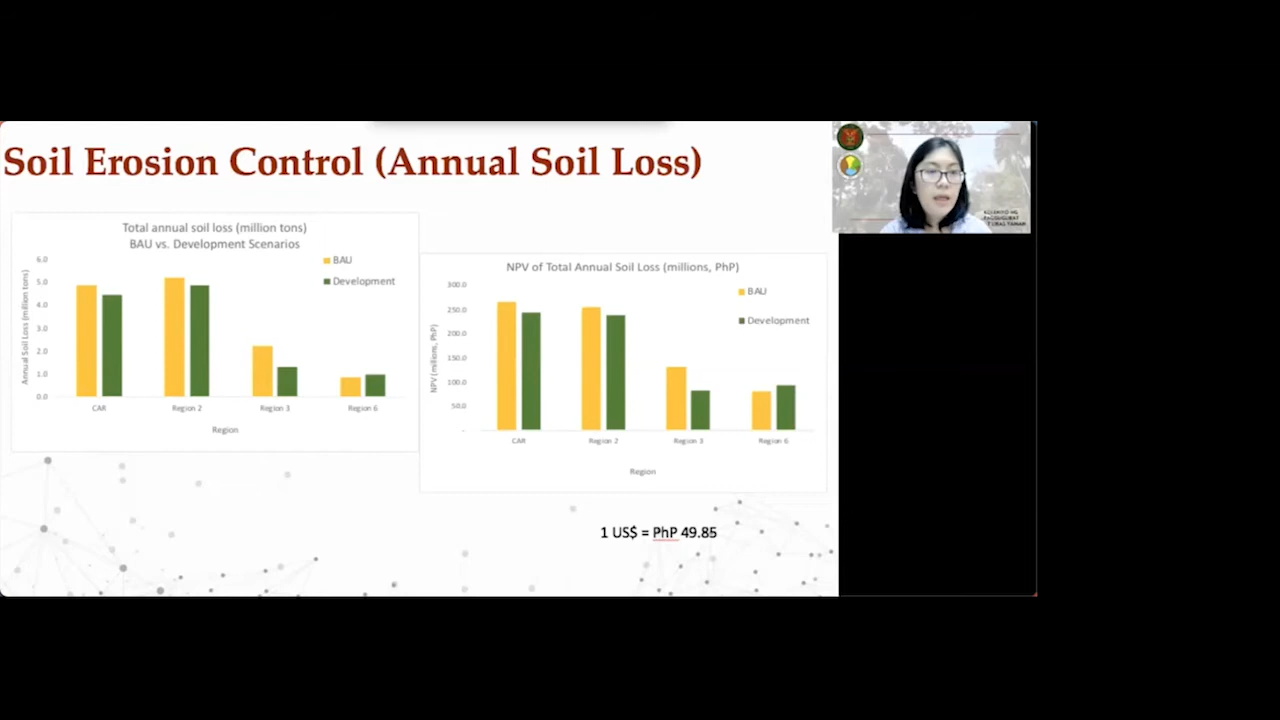 Soil Erosion Control (Annual Soil Loss)
Total annual soil loss (million tons)
BAU vs. Development Scenarios
BAU
Development
Annual Soil Loss (million tons)
6.0
5.0
4.0
3.0
2.0
1.0
0.0
CAR
Region 2
Region 3
Region 6
Region
NPV of Total Annual Soil Loss (millions, PhP)
BAU
Development
NPV (millions, PhP)
300.0
250.0
200.0
150.0
100.0
50.0
-
CAR
Region 2
Region 3
Region 6
Region
1 US$ = PhP 49.85